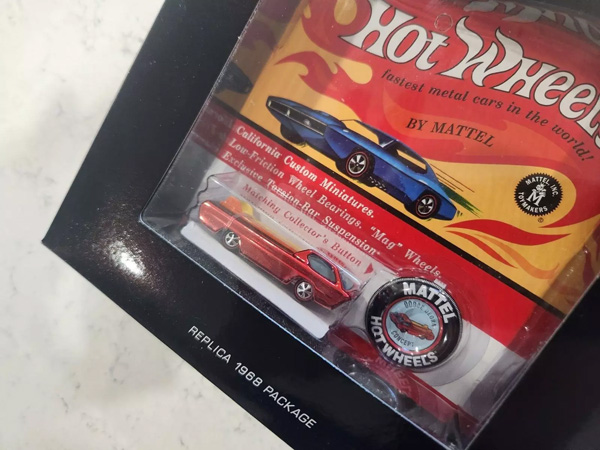 Hot Wheels
fastest metal cars in the world!
BY MATTEL
MATTEL, INC.
M
TOYMAKERS
®
California Custom Miniatures.
Low-Friction Wheel Bearings. "Mag" Wheels.
Exclusive Torsion-Bar Suspension
Matching Collector's Button
MATTEL
HOT WHEELS
REPLICA 1968 PACKAGE